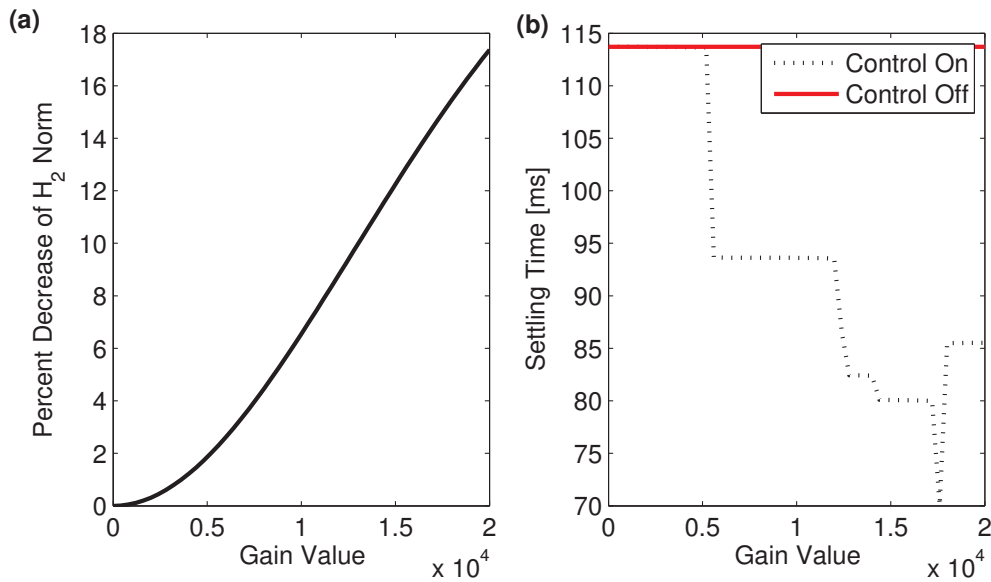 (a)
18
16
14
12
10
8
6
4
2
0
Percent Decrease of H2 Norm
0 0.5 1 1.5 2
Gain Value
x 10^4
(b)
115
110
105
100
95
90
85
80
75
70
Settling Time [ms]
0 0.5 1 1.5 2
Gain Value
x 10^4
Control On
Control Off